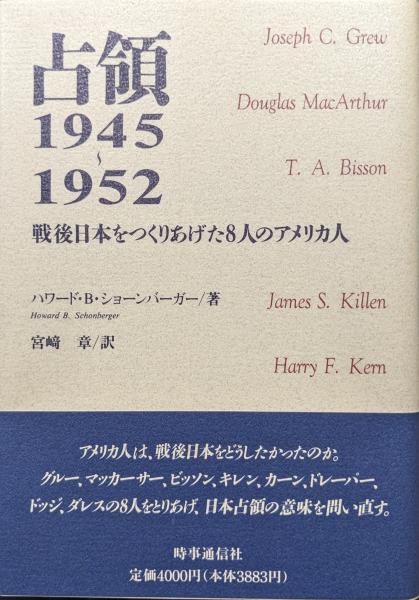 占領
1945
~
1952
戦後日本をつくりあげた8人のアメリカ人
ハワード・B・ショーンバーガー/著
Howard B. Schonberger
宮﨑 章/訳
Joseph C. Grew
Douglas MacArthur
T. A. Bisson
James S. Killen
Harry F. Kern
アメリカ人は、戦後日本をどうしたかったのか。
グルー、マッカーサー、ビッソン、キレン、カーン、ドレーパー、
ドッジ、ダレスの8人をとりあげ、日本占領の意味を問い直す。
時事通信社
定価4000円(本体3883円)